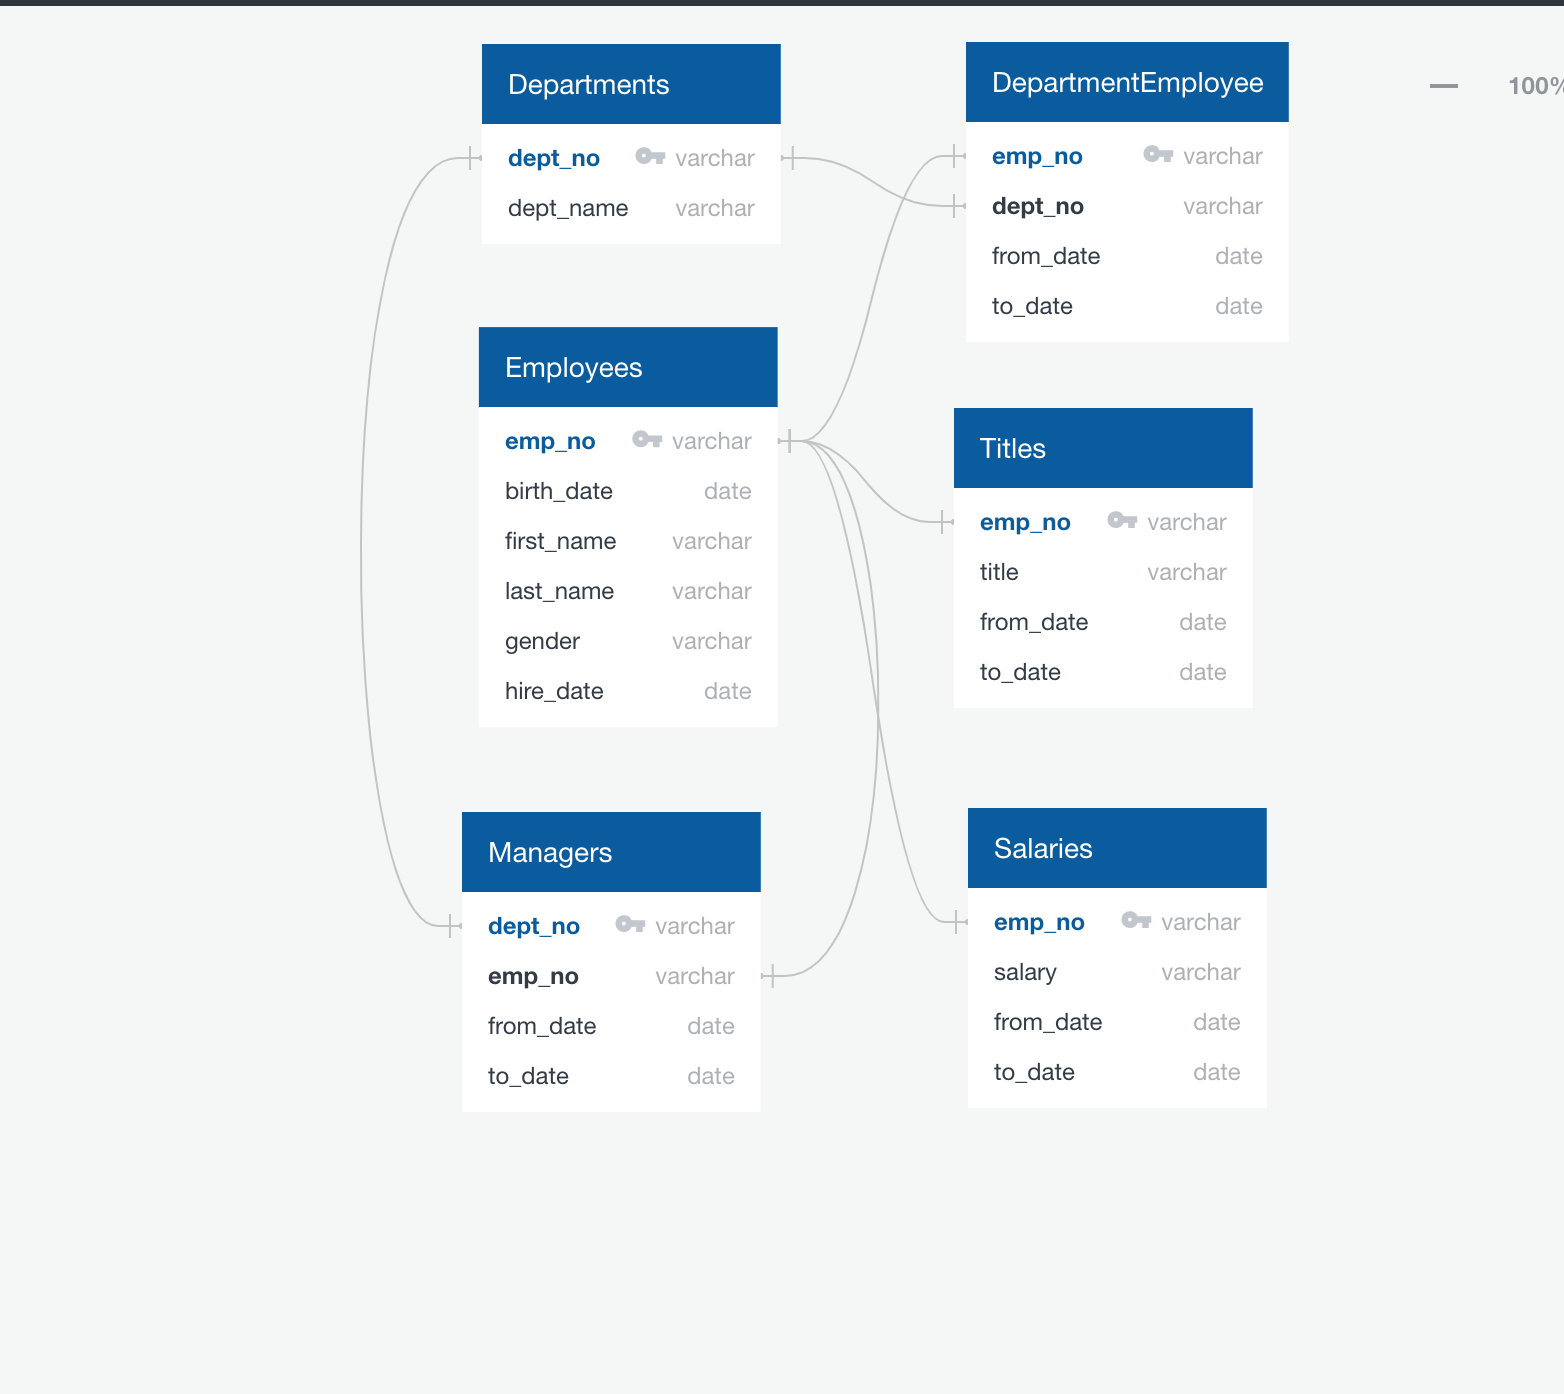 Departments
dept_no varchar
dept_name varchar
DepartmentEmployee
emp_no varchar
dept_no varchar
from_date date
to_date date
100%
Employees
emp_no varchar
birth_date date
first_name varchar
last_name varchar
gender varchar
hire_date date
Titles
emp_no varchar
title varchar
from_date date
to_date date
Managers
dept_no varchar
emp_no varchar
from_date date
to_date date
Salaries
emp_no varchar
salary varchar
from_date date
to_date date